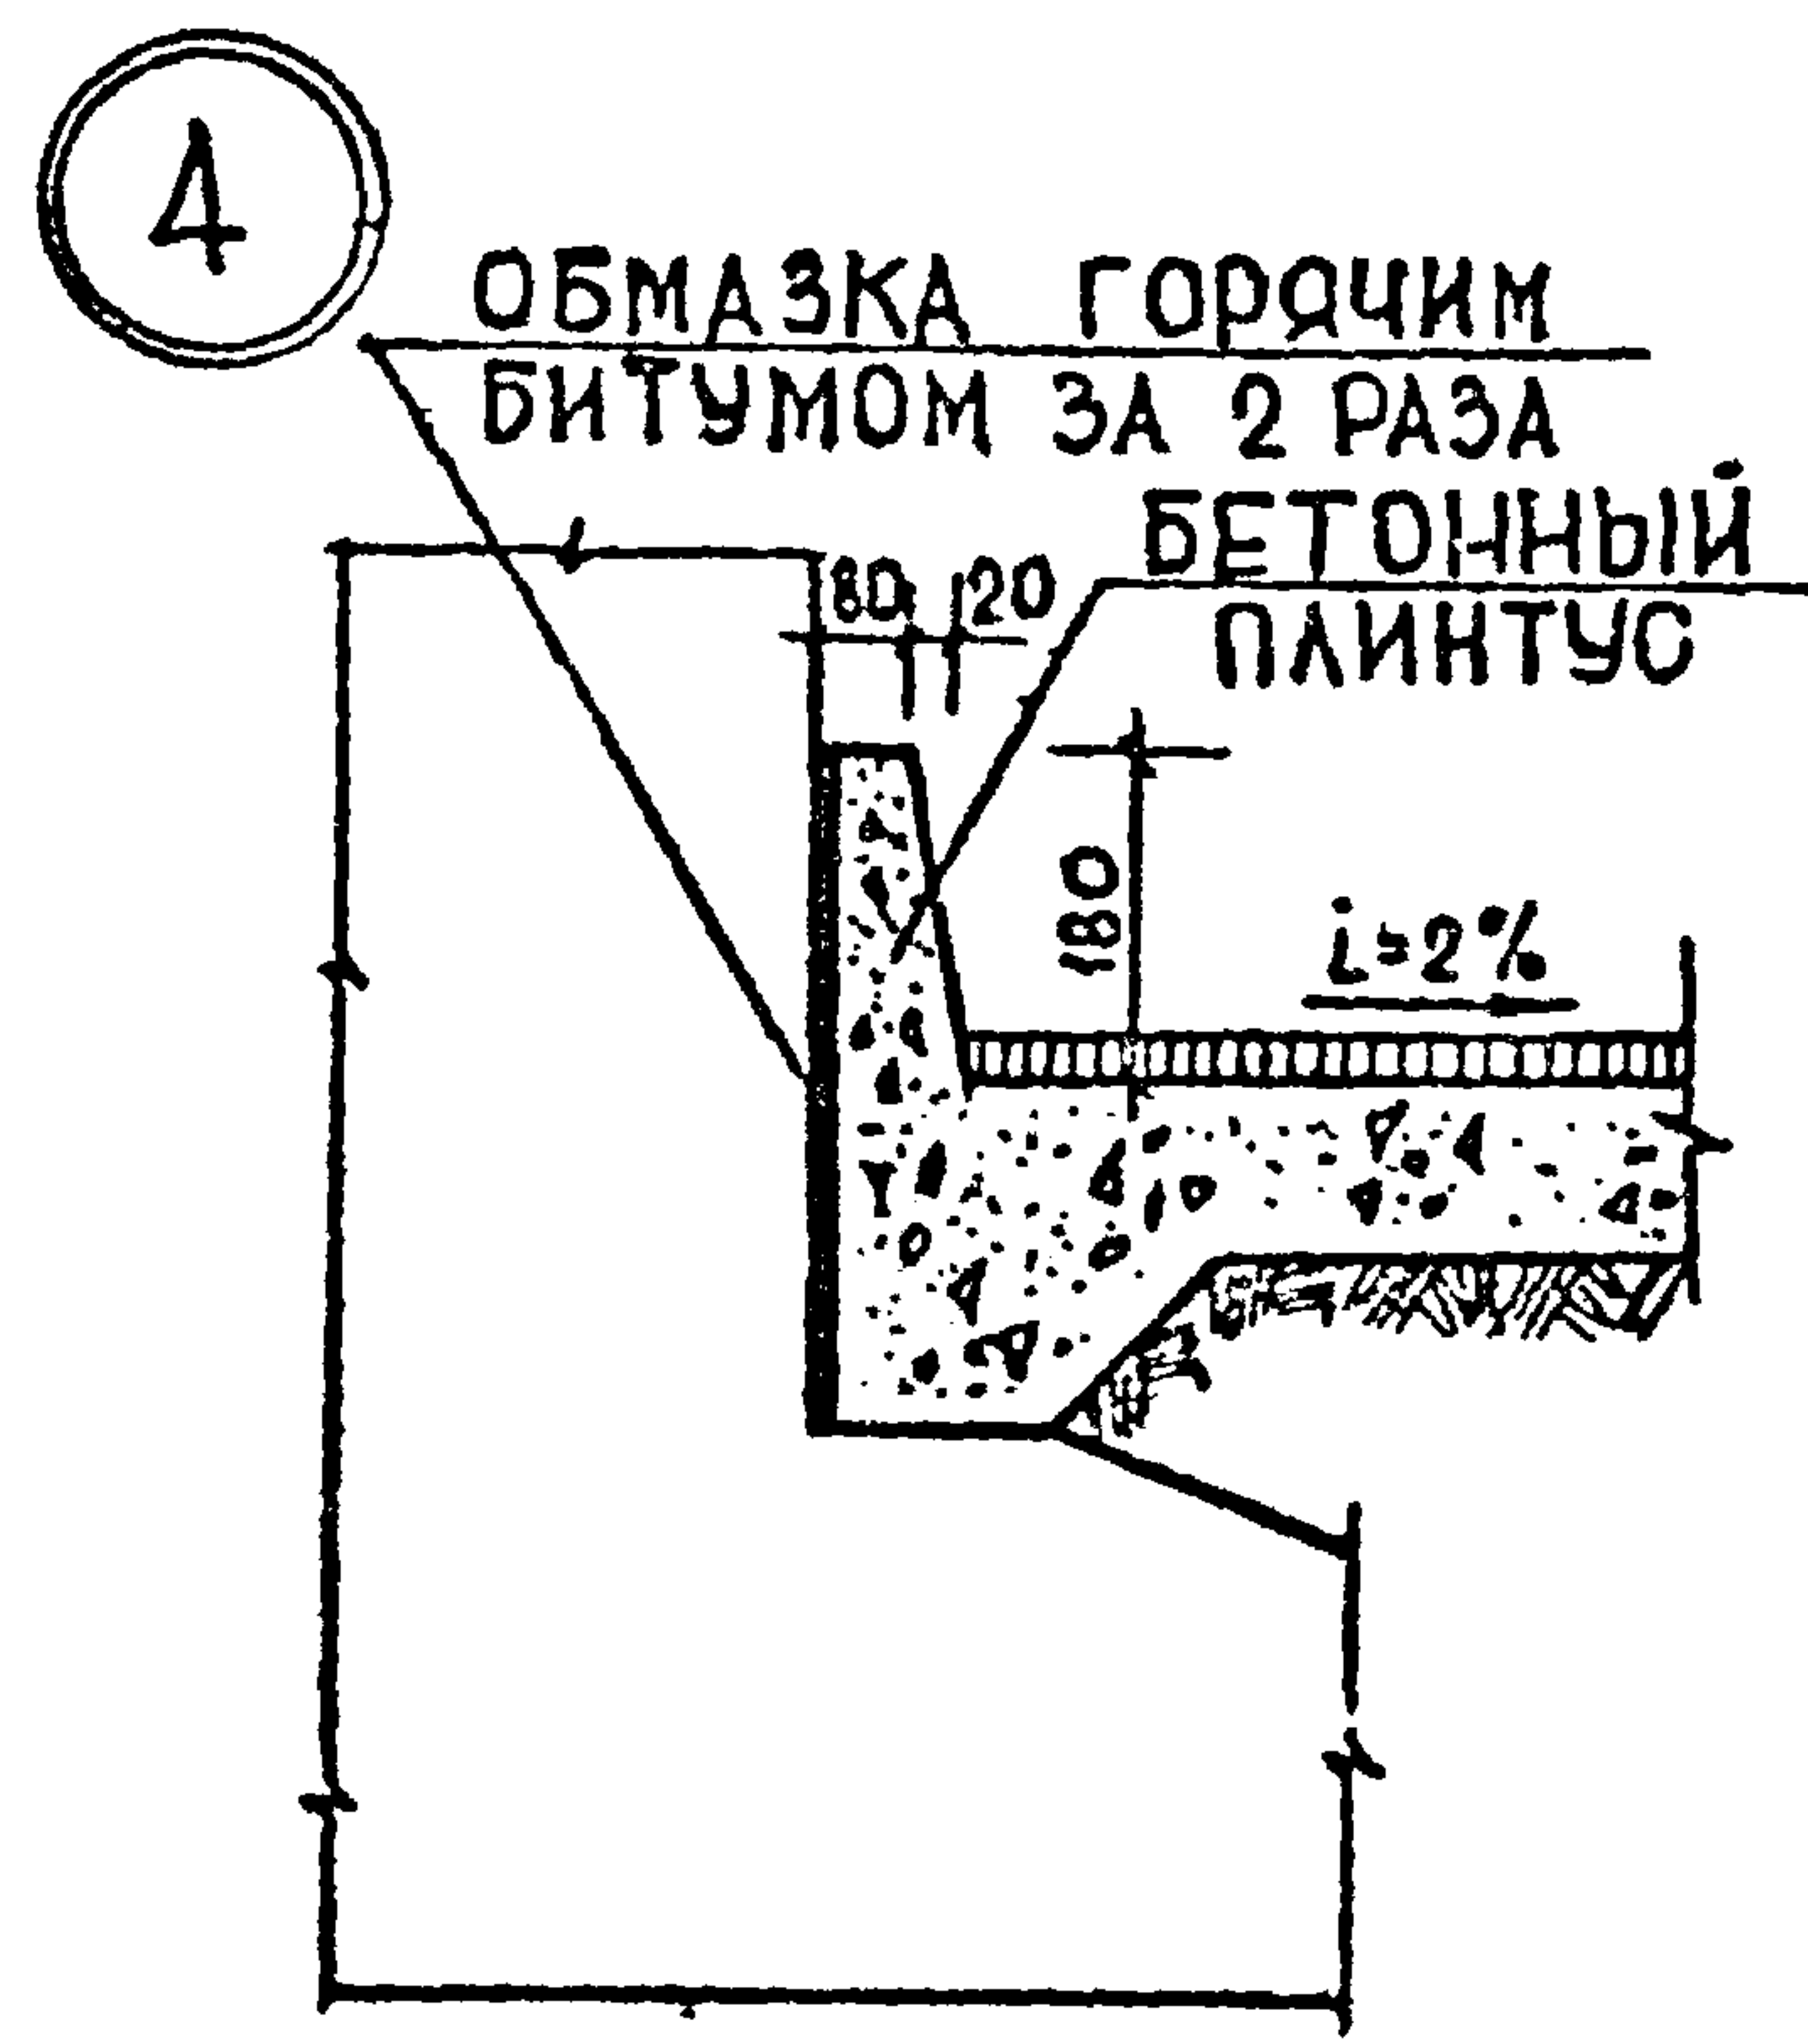 4
ОБМАЗКА ГОРЯЧИМ
БИТУМОМ ЗА 2 РАЗА
БЕТОННЫЙ
ПЛИНТУС
80 20
180
i=2%